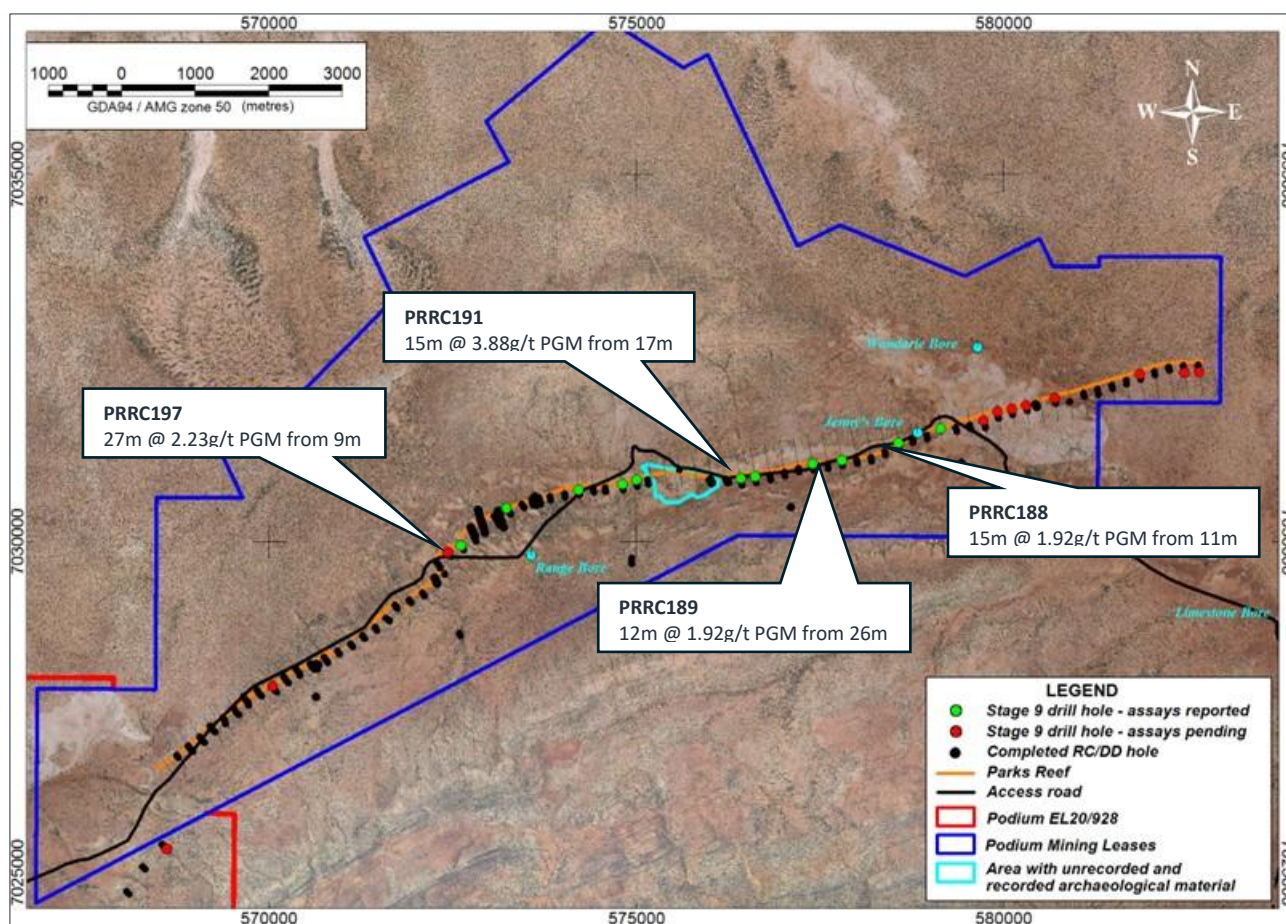 570000 575000 580000
1000 0 1000 2000 3000
GDA94 / AMG zone 50 (metres)
N
W E
S
7035000
7035000
PRRC191
15m @ 3.88g/t PGM from 17m
Wandarie Bore
PRRC197
27m @ 2.23g/t PGM from 9m
Jenny's Bore
PRRC188
15m @ 1.92g/t PGM from 11m
7030000
7030000
Range Bore
PRRC189
12m @ 1.92g/t PGM from 26m
Limestone Bore
LEGEND
Stage 9 drill hole - assays reported
Stage 9 drill hole - assays pending
Completed RC/DD hole
Parks Reef
Access road
Podium EL20/928
Podium Mining Leases
Area with unrecorded and
recorded archaeological material
7025000
7025000
570000 575000 580000